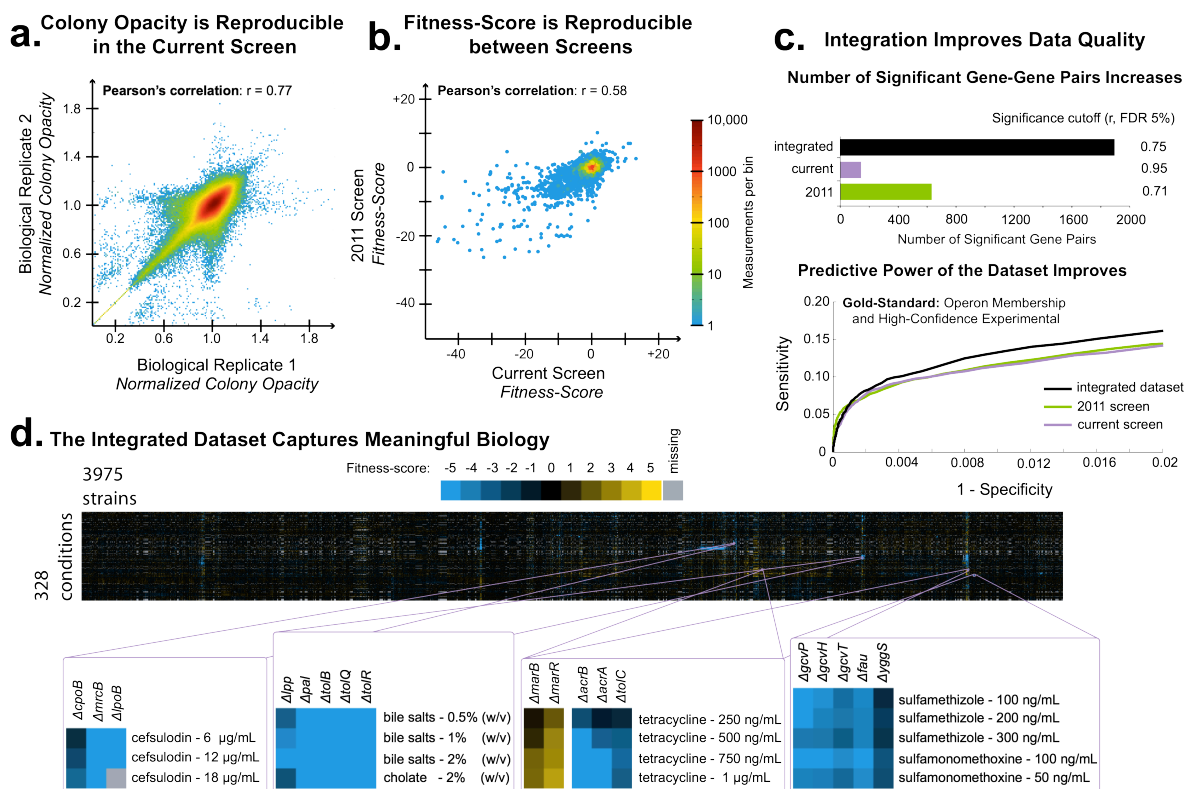 a. Colony Opacity is Reproducible
in the Current Screen
Pearson's correlation: r = 0.77
Biological Replicate 2
Normalized Colony Opacity
1.8
1.4
1.0
0.6
0.2
0.2 0.6 1.0 1.4 1.8
Biological Replicate 1
Normalized Colony Opacity
b. Fitness-Score is Reproducible
between Screens
Pearson's correlation: r = 0.58
2011 Screen
Fitness-Score
+20
0
-20
-40
-40 -20 0 +20
Current Screen
Fitness-Score
10,000
1000
100
10
1
Measurements per bin
c. Integration Improves Data Quality
Number of Significant Gene-Gene Pairs Increases
Significance cutoff (r, FDR 5%)
integrated 0.75
current 0.95
2011 0.71
0 400 800 1200 1600 2000
Number of Significant Gene Pairs
Predictive Power of the Dataset Improves
Gold-Standard: Operon Membership
and High-Confidence Experimental
Sensitivity
0.20
0.15
0.10
0.05
0
integrated dataset
2011 screen
current screen
0 0.004 0.008 0.012 0.016 0.02
1 - Specificity
d. The Integrated Dataset Captures Meaningful Biology
Fitness-score: -5 -4 -3 -2 -1 0 1 2 3 4 5 missing
3975
strains
328
conditions
ΔcpoB ΔmrcB ΔlpoB
cefsulodin - 6 µg/mL
cefsulodin - 12 µg/mL
cefsulodin - 18 µg/mL
Δlpp Δpal ΔtolB ΔtolQ ΔtolR
bile salts - 0.5% (w/v)
bile salts - 1% (w/v)
bile salts - 2% (w/v)
cholate - 2% (w/v)
ΔmarB ΔmarR ΔacrB ΔacrA ΔtolC
tetracycline - 250 ng/mL
tetracycline - 500 ng/mL
tetracycline - 750 ng/mL
tetracycline - 1 µg/mL
ΔgcvP ΔgcvH ΔgcvT Δfau ΔyggS
sulfamethizole - 100 ng/mL
sulfamethizole - 200 ng/mL
sulfamethizole - 300 ng/mL
sulfamonomethoxine - 100 ng/mL
sulfamonomethoxine - 50 ng/mL